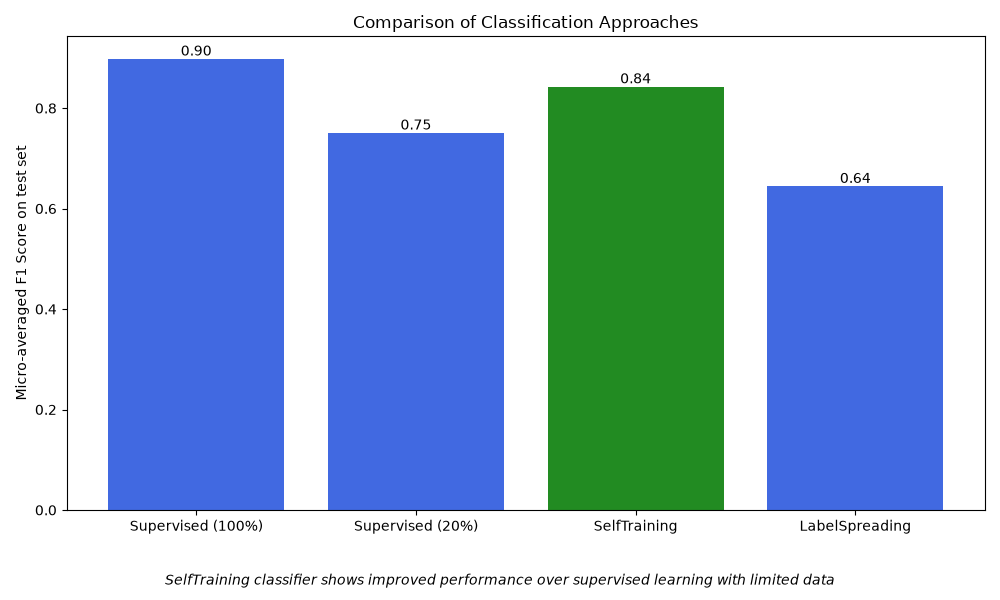 Comparison of Classification Approaches
Micro-averaged F1 Score on test set
0.8
0.6
0.4
0.2
0.0
0.90
0.75
0.84
0.64
Supervised (100%)
Supervised (20%)
SelfTraining
LabelSpreading
SelfTraining classifier shows improved performance over supervised learning with limited data